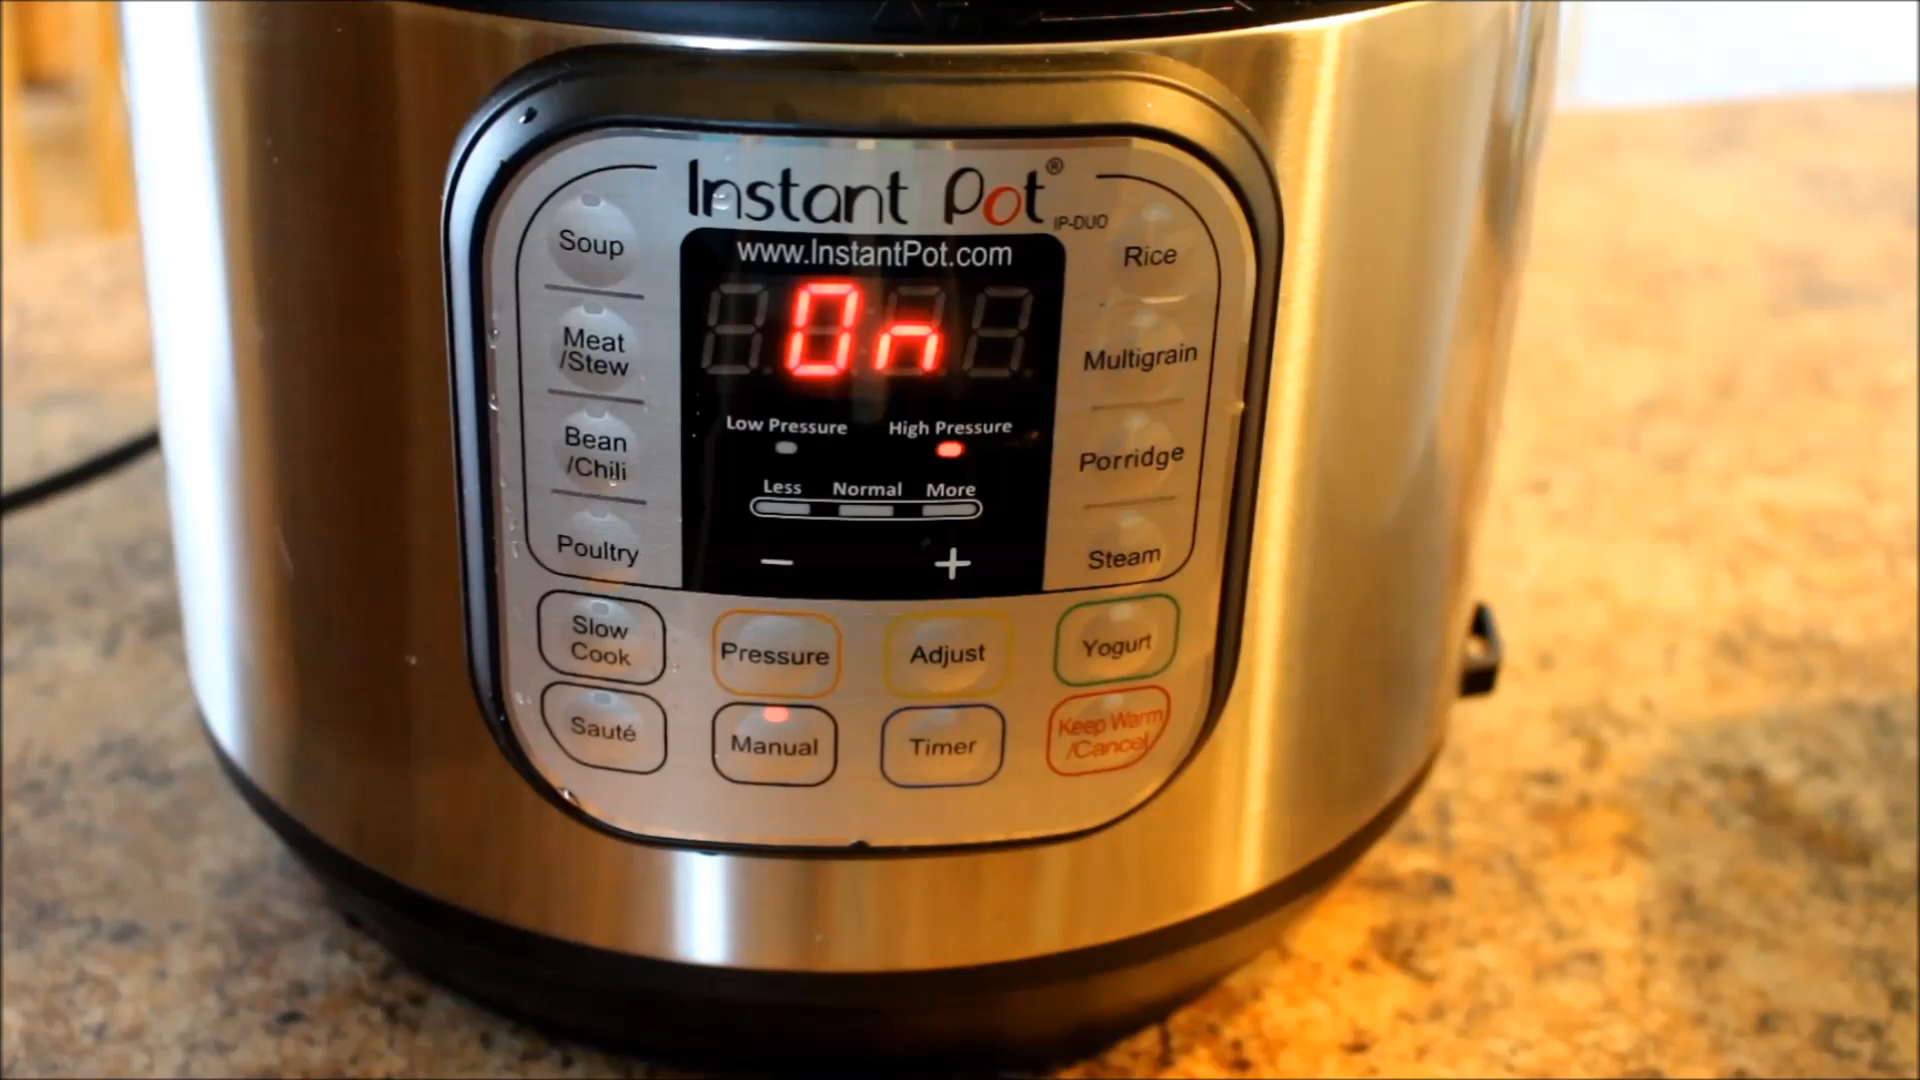 Instant Pot®
IP-DUO
www.InstantPot.com
On
Low Pressure
High Pressure
Less
Normal
More
−
+
Soup
Meat
/Stew
Bean
/Chili
Poultry
Rice
Multigrain
Porridge
Steam
Slow
Cook
Pressure
Adjust
Yogurt
Sauté
Manual
Timer
Keep Warm
/Cancel